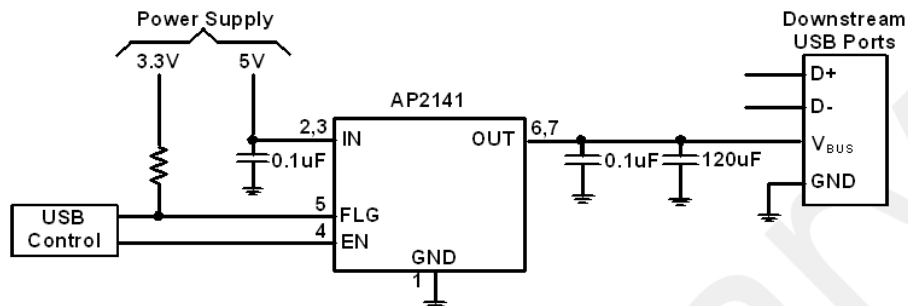 Power Supply
3.3V
5V
Downstream
USB Ports
D+
D-
VBUS
GND
AP2141
2,3
IN
OUT
6,7
0.1uF
0.1uF
120uF
5
FLG
4
EN
GND
1
USB
Control